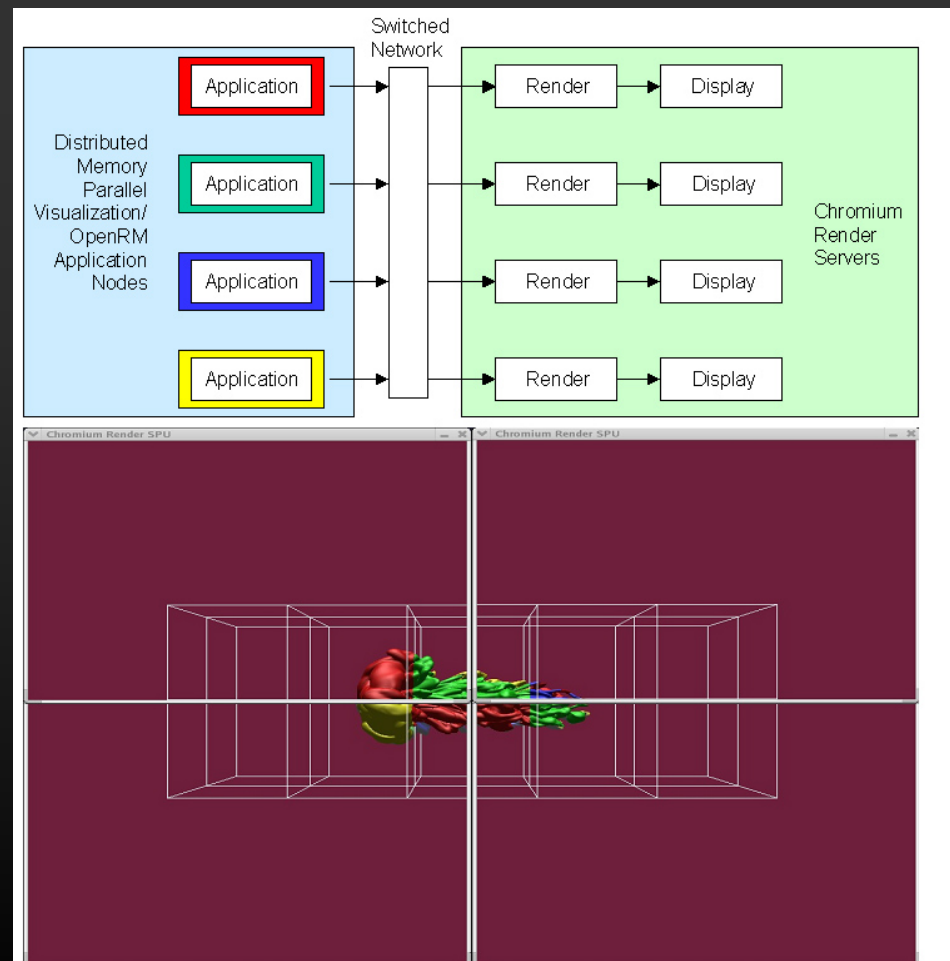 Switched
Network
Application
Render
Display
Distributed
Memory
Parallel
Visualization/
OpenRM
Application
Nodes
Application
Render
Display
Chromium
Render
Servers
Application
Render
Display
Application
Render
Display
Chromium Render SPU
Chromium Render SPU